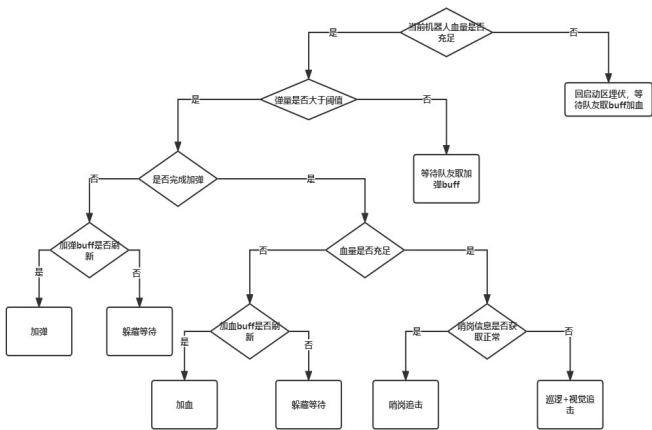 当前机器人血量是否
充足
是
否
弹量是否大于阈值
回启动区埋伏，等
待队友取buff加血
是
否
是否完成加弹
等待队友取加
弹buff
否
是
加弹buff是否刷
新
血量是否充足
是
否
否
是
加弹
躲藏等待
加血buff是否刷
新
哨岗信息是否获
取正常
是
否
是
否
加血
躲藏等待
哨岗追击
巡逻+视觉追
击